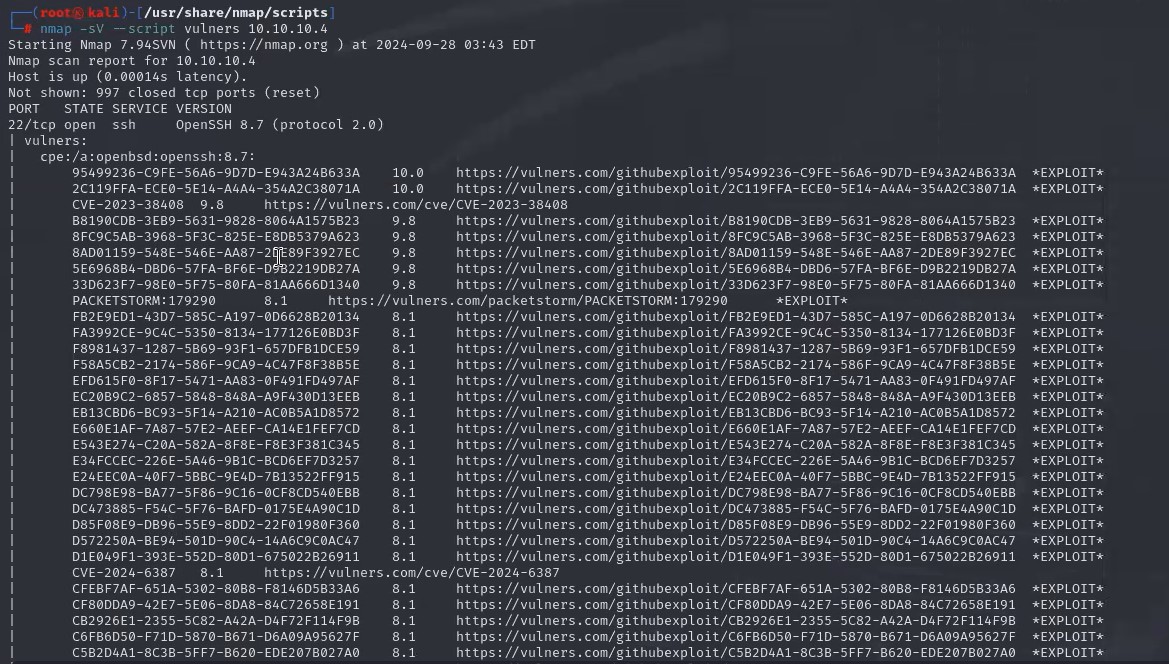 ┌──(root㉿kali)-[/usr/share/nmap/scripts]
└─# nmap -sV --script vulners 10.10.10.4
Starting Nmap 7.94SVN ( https://nmap.org ) at 2024-09-28 03:43 EDT
Nmap scan report for 10.10.10.4
Host is up (0.00014s latency).
Not shown: 997 closed tcp ports (reset)
PORT   STATE SERVICE VERSION
22/tcp open  ssh     OpenSSH 8.7 (protocol 2.0)
| vulners:
|   cpe:/a:openbsd:openssh:8.7:
|       95499236-C9FE-56A6-9D7D-E943A24B633A    10.0    https://vulners.com/githubexploit/95499236-C9FE-56A6-9D7D-E943A24B633A  *EXPLOIT*
|       2C119FFA-ECE0-5E14-A4A4-354A2C38071A    10.0    https://vulners.com/githubexploit/2C119FFA-ECE0-5E14-A4A4-354A2C38071A  *EXPLOIT*
|       CVE-2023-38408  9.8     https://vulners.com/cve/CVE-2023-38408
|       B8190CDB-3EB9-5631-9828-8064A1575B23    9.8     https://vulners.com/githubexploit/B8190CDB-3EB9-5631-9828-8064A1575B23  *EXPLOIT*
|       8FC9C5AB-3968-5F3C-825E-E8DB5379A623    9.8     https://vulners.com/githubexploit/8FC9C5AB-3968-5F3C-825E-E8DB5379A623  *EXPLOIT*
|       8AD01159-548E-546E-AA87-2DE89F3927EC    9.8     https://vulners.com/githubexploit/8AD01159-548E-546E-AA87-2DE89F3927EC  *EXPLOIT*
|       5E6968B4-DBD6-57FA-BF6E-D9B2219DB27A    9.8     https://vulners.com/githubexploit/5E6968B4-DBD6-57FA-BF6E-D9B2219DB27A  *EXPLOIT*
|       33D623F7-98E0-5F75-80FA-81AA666D1340    9.8     https://vulners.com/githubexploit/33D623F7-98E0-5F75-80FA-81AA666D1340  *EXPLOIT*
|       PACKETSTORM:179290      8.1     https://vulners.com/packetstorm/PACKETSTORM:179290      *EXPLOIT*
|       FB2E9ED1-43D7-585C-A197-0D6628B20134    8.1     https://vulners.com/githubexploit/FB2E9ED1-43D7-585C-A197-0D6628B20134  *EXPLOIT*
|       FA3992CE-9C4C-5350-8134-177126E0BD3F    8.1     https://vulners.com/githubexploit/FA3992CE-9C4C-5350-8134-177126E0BD3F  *EXPLOIT*
|       F8981437-1287-5B69-93F1-657DFB1DCE59    8.1     https://vulners.com/githubexploit/F8981437-1287-5B69-93F1-657DFB1DCE59  *EXPLOIT*
|       F58A5CB2-2174-586F-9CA9-4C47F8F38B5E    8.1     https://vulners.com/githubexploit/F58A5CB2-2174-586F-9CA9-4C47F8F38B5E  *EXPLOIT*
|       EFD615F0-8F17-5471-AA83-0F491FD497AF    8.1     https://vulners.com/githubexploit/EFD615F0-8F17-5471-AA83-0F491FD497AF  *EXPLOIT*
|       EC20B9C2-6857-5848-848A-A9F430D13EEB    8.1     https://vulners.com/githubexploit/EC20B9C2-6857-5848-848A-A9F430D13EEB  *EXPLOIT*
|       EB13CBD6-BC93-5F14-A210-AC0B5A1D8572    8.1     https://vulners.com/githubexploit/EB13CBD6-BC93-5F14-A210-AC0B5A1D8572  *EXPLOIT*
|       E660E1AF-7A87-57E2-AEEF-CA14E1FEF7CD    8.1     https://vulners.com/githubexploit/E660E1AF-7A87-57E2-AEEF-CA14E1FEF7CD  *EXPLOIT*
|       E543E274-C20A-582A-8F8E-F8E3F381C345    8.1     https://vulners.com/githubexploit/E543E274-C20A-582A-8F8E-F8E3F381C345  *EXPLOIT*
|       E34FCCEC-226E-5A46-9B1C-BCD6EF7D3257    8.1     https://vulners.com/githubexploit/E34FCCEC-226E-5A46-9B1C-BCD6EF7D3257  *EXPLOIT*
|       E24EEC0A-40F7-5BBC-9E4D-7B13522FF915    8.1     https://vulners.com/githubexploit/E24EEC0A-40F7-5BBC-9E4D-7B13522FF915  *EXPLOIT*
|       DC798E98-BA77-5F86-9C16-0CF8CD540EBB    8.1     https://vulners.com/githubexploit/DC798E98-BA77-5F86-9C16-0CF8CD540EBB  *EXPLOIT*
|       DC473885-F54C-5F76-BAFD-0175E4A90C1D    8.1     https://vulners.com/githubexploit/DC473885-F54C-5F76-BAFD-0175E4A90C1D  *EXPLOIT*
|       D85F08E9-DB96-55E9-8DD2-22F01980F360    8.1     https://vulners.com/githubexploit/D85F08E9-DB96-55E9-8DD2-22F01980F360  *EXPLOIT*
|       D572250A-BE94-501D-90C4-14A6C9C0AC47    8.1     https://vulners.com/githubexploit/D572250A-BE94-501D-90C4-14A6C9C0AC47  *EXPLOIT*
|       D1E049F1-393E-552D-80D1-675022B26911    8.1     https://vulners.com/githubexploit/D1E049F1-393E-552D-80D1-675022B26911  *EXPLOIT*
|       CVE-2024-6387   8.1     https://vulners.com/cve/CVE-2024-6387
|       CFEBF7AF-651A-5302-80B8-F8146D5B33A6    8.1     https://vulners.com/githubexploit/CFEBF7AF-651A-5302-80B8-F8146D5B33A6  *EXPLOIT*
|       CF80DDA9-42E7-5E06-8DA8-84C72658E191    8.1     https://vulners.com/githubexploit/CF80DDA9-42E7-5E06-8DA8-84C72658E191  *EXPLOIT*
|       CB2926E1-2355-5C82-A42A-D4F72F114F9B    8.1     https://vulners.com/githubexploit/CB2926E1-2355-5C82-A42A-D4F72F114F9B  *EXPLOIT*
|       C6FB6D50-F71D-5870-B671-D6A09A95627F    8.1     https://vulners.com/githubexploit/C6FB6D50-F71D-5870-B671-D6A09A95627F  *EXPLOIT*
|       C5B2D4A1-8C3B-5FF7-B620-EDE207B027A0    8.1     https://vulners.com/githubexploit/C5B2D4A1-8C3B-5FF7-B620-EDE207B027A0  *EXPLOIT*